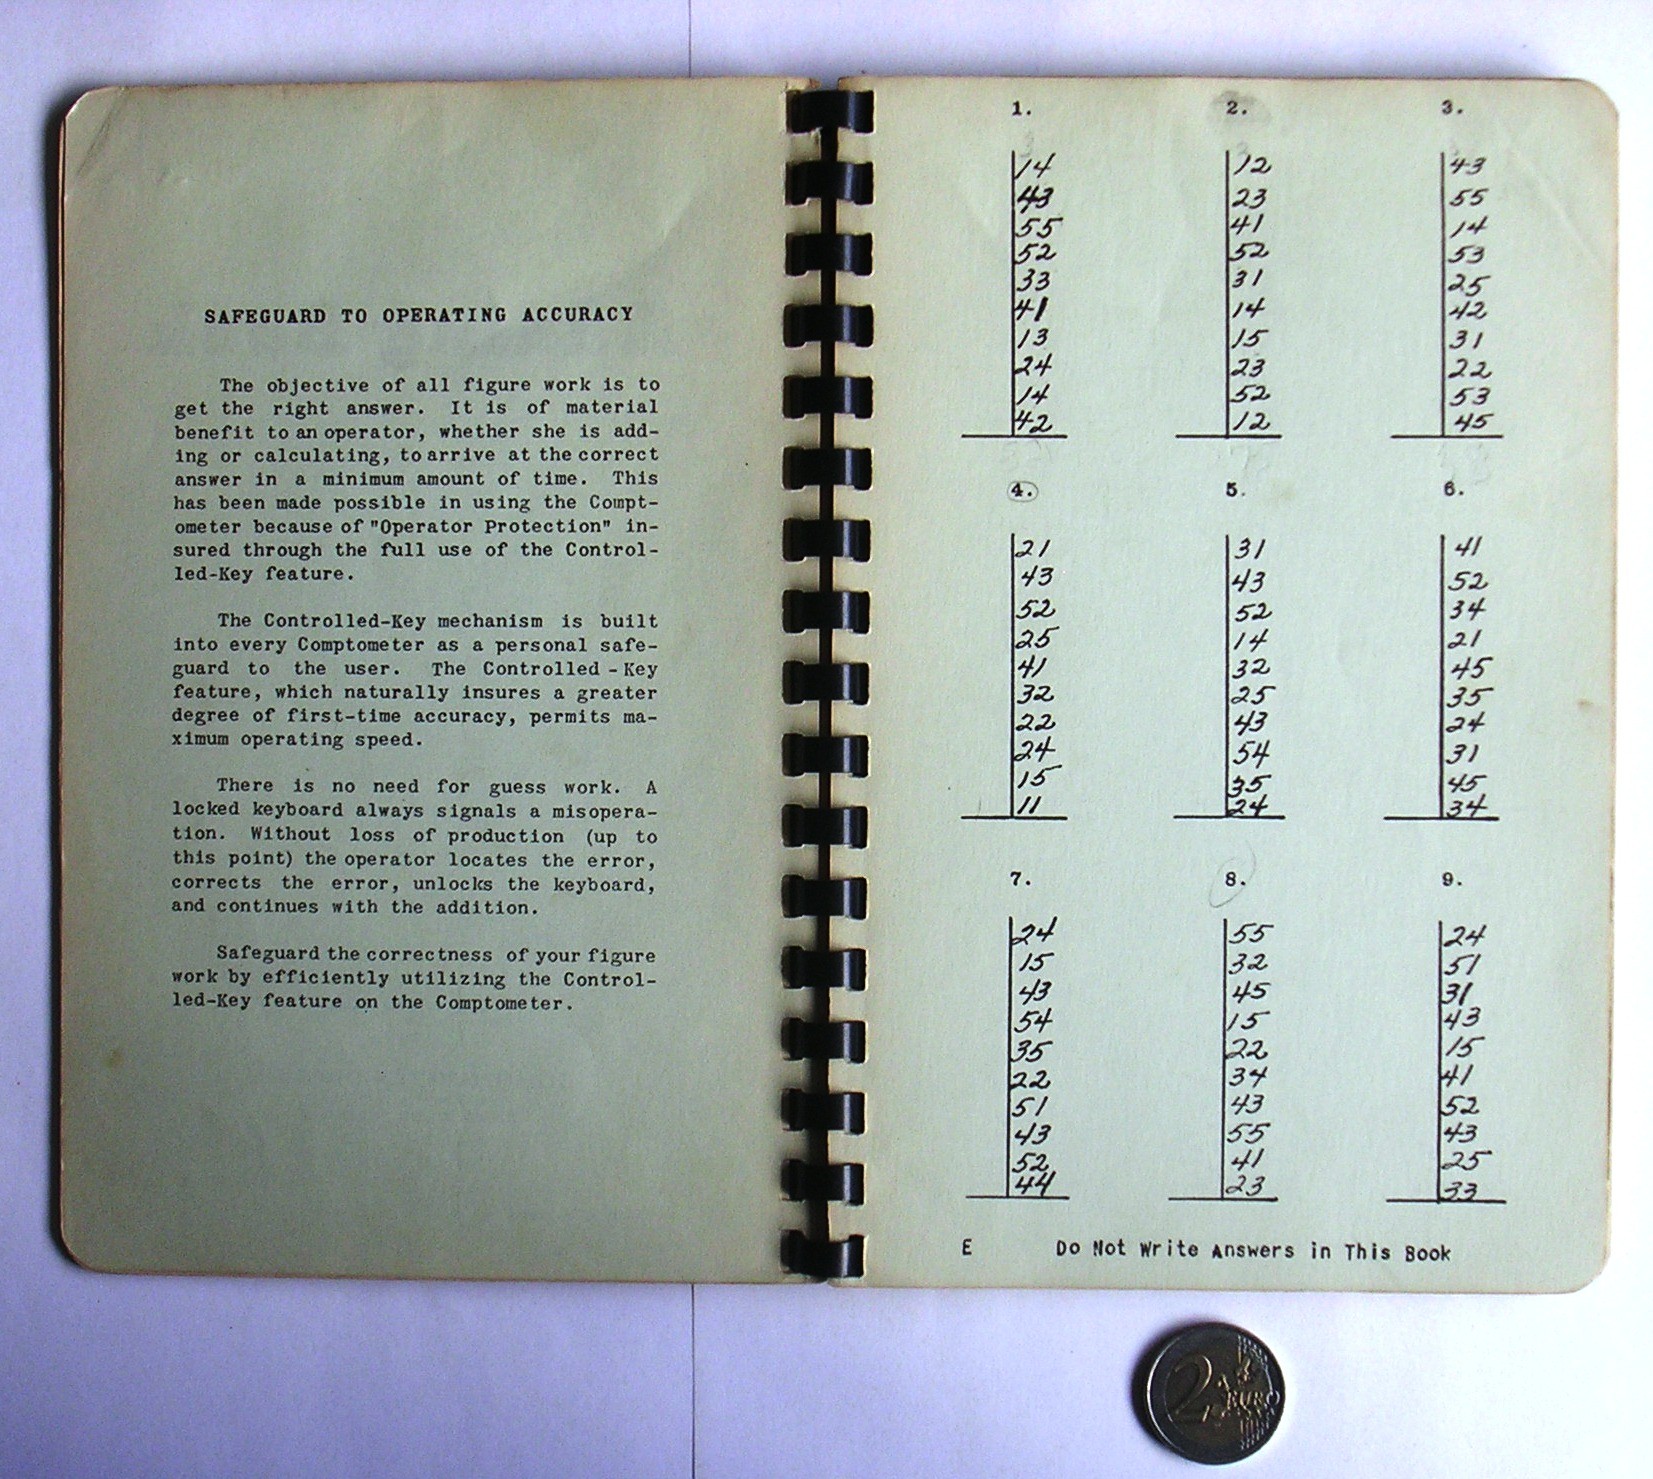 SAFEGUARD TO OPERATING ACCURACY
The objective of all figure work is to
get the right answer. It is of material
benefit to an operator, whether she is add-
ing or calculating, to arrive at the correct
answer in a minimum amount of time. This
has been made possible in using the Compt-
ometer because of "Operator Protection" in-
sured through the full use of the Control-
led-Key feature.
The Controlled-Key mechanism is built
into every Comptometer as a personal safe-
guard to the user. The Controlled-Key
feature, which naturally insures a greater
degree of first-time accuracy, permits ma-
ximum operating speed.
There is no need for guess work. A
locked keyboard always signals a misopera-
tion. Without loss of production (up to
this point) the operator locates the error,
corrects the error, unlocks the keyboard,
and continues with the addition.
Safeguard the correctness of your figure
work by efficiently utilizing the Control-
led-Key feature on the Comptometer.
1. 2. 3.
14 12 43
43 23 55
55 41 14
52 52 53
33 31 25
41 14 42
13 15 31
24 23 22
14 52 53
42 12 45
4. 5. 6.
21 31 41
43 43 52
52 52 34
25 14 21
41 32 45
32 25 35
22 43 24
24 54 31
15 35 45
11 24 34
7. 8. 9.
24 55 24
15 32 51
43 45 31
54 15 43
35 22 15
22 34 41
51 43 52
43 55 43
52 41 25
44 23 33
E Do Not Write Answers in This Book
2 EURO